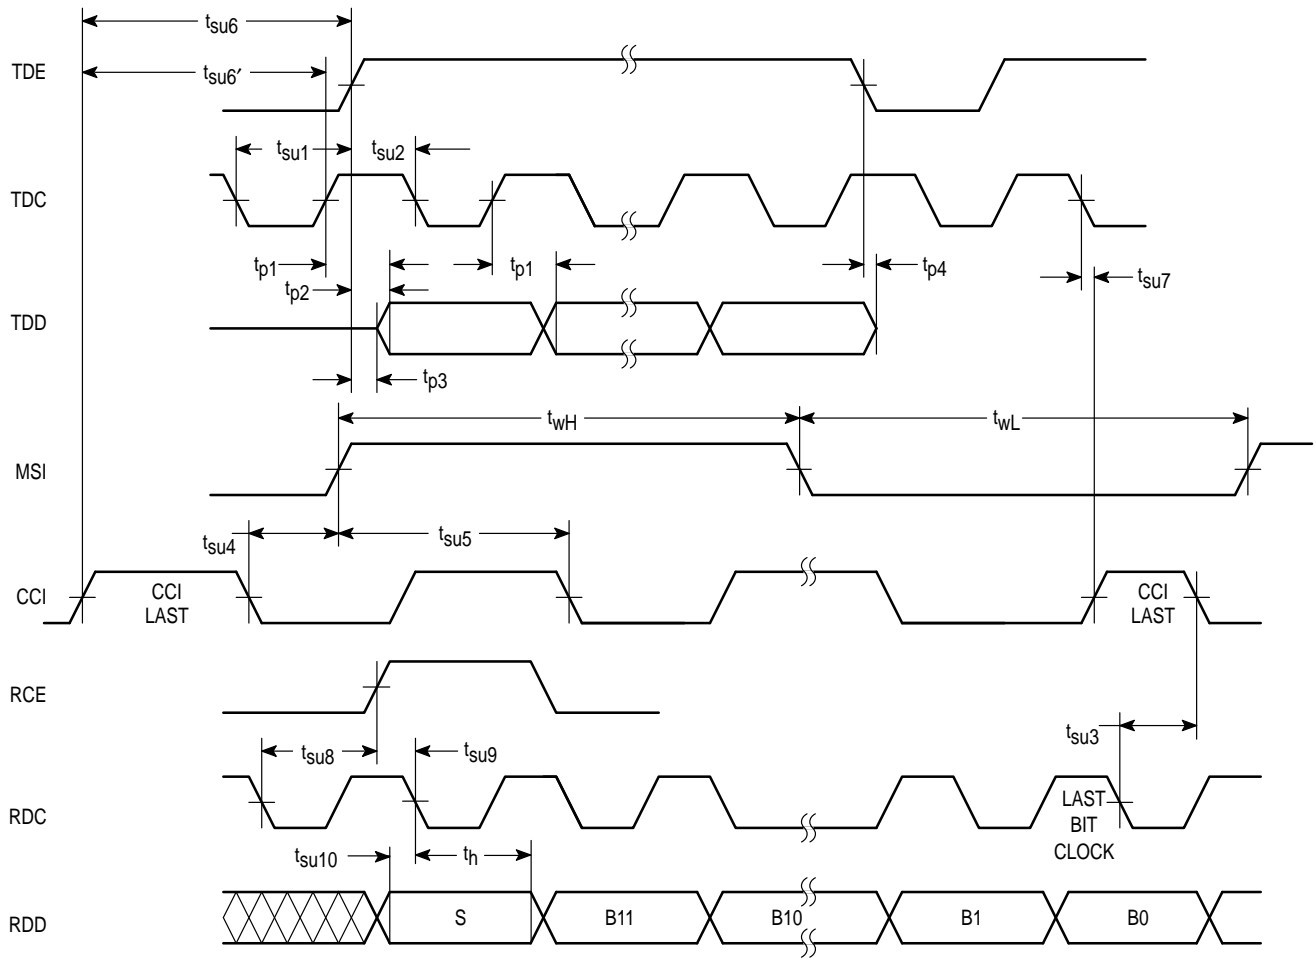 tsu6
TDE
tsu6′
tsu1
tsu2
TDC
tp1
tp1
tp4
tsu7
tp2
TDD
tp3
twH
twL
MSI
tsu4
tsu5
CCI
CCI
LAST
CCI
LAST
RCE
tsu3
tsu8
tsu9
RDC
LAST
BIT
CLOCK
tsu10
th
RDD
S
B11
B10
B1
B0